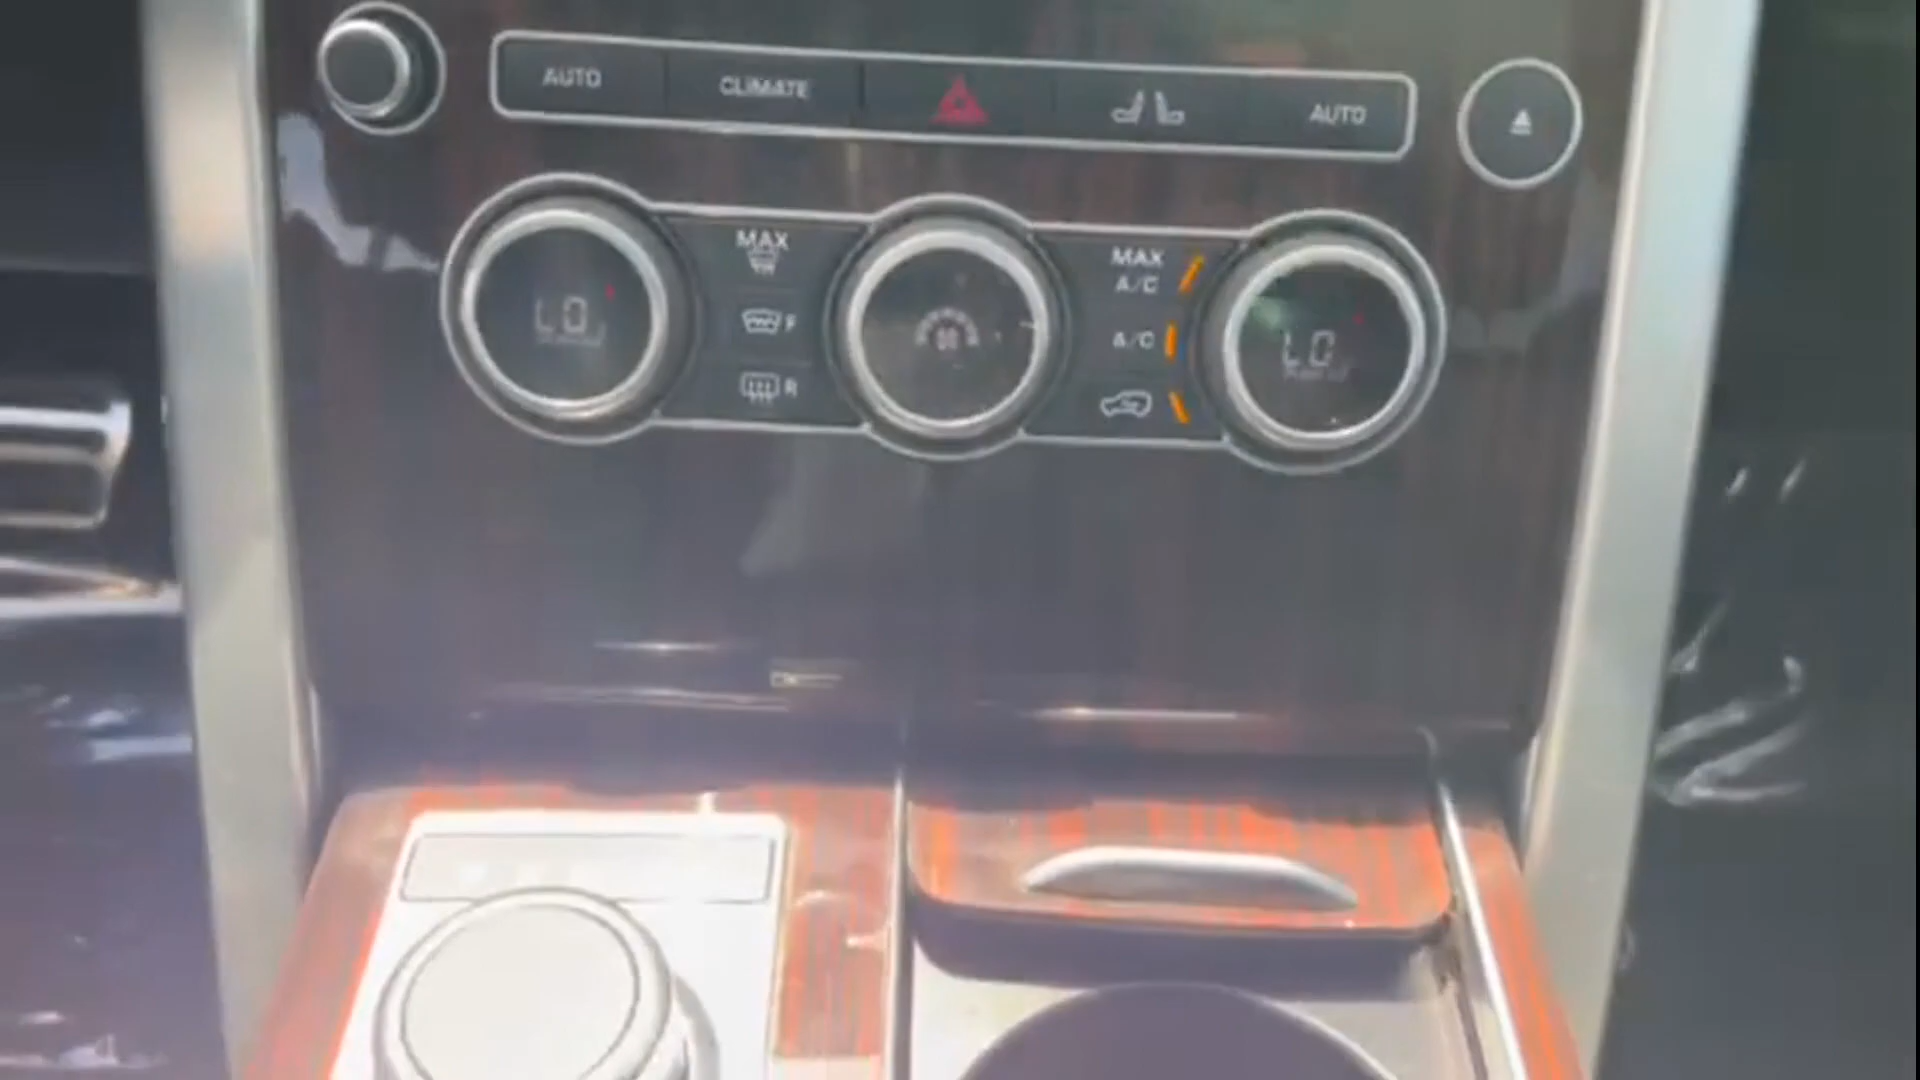 AUTO CLIMATE AUTO
LO
MAX
F
R
MAX
A/C
A/C
LO